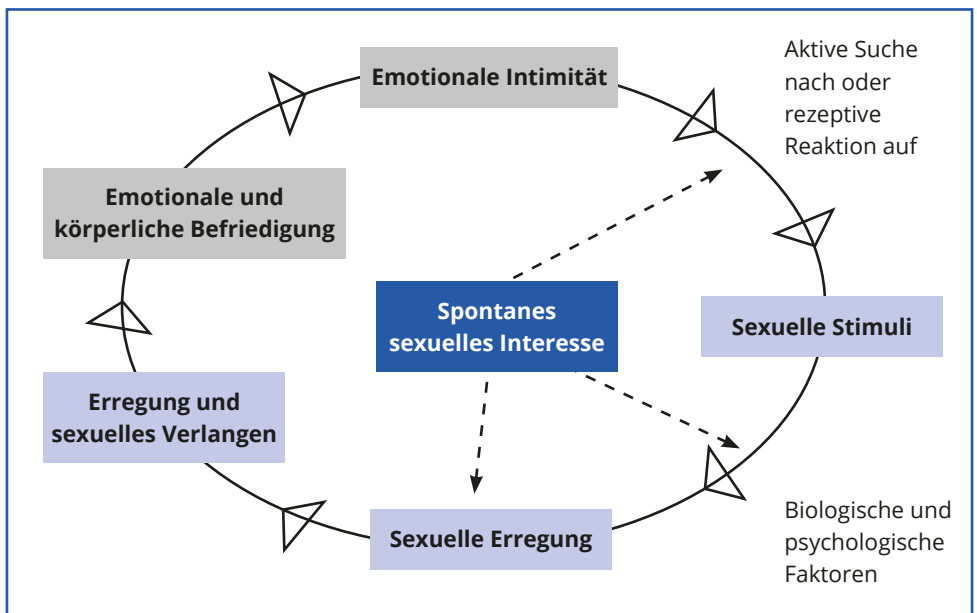 Emotionale Intimität
Aktive Suche
nach oder
rezeptive
Reaktion auf
Emotionale und
körperliche Befriedigung
Spontanes
sexuelles Interesse
Sexuelle Stimuli
Erregung und
sexuelles Verlangen
Sexuelle Erregung
Biologische und
psychologische
Faktoren